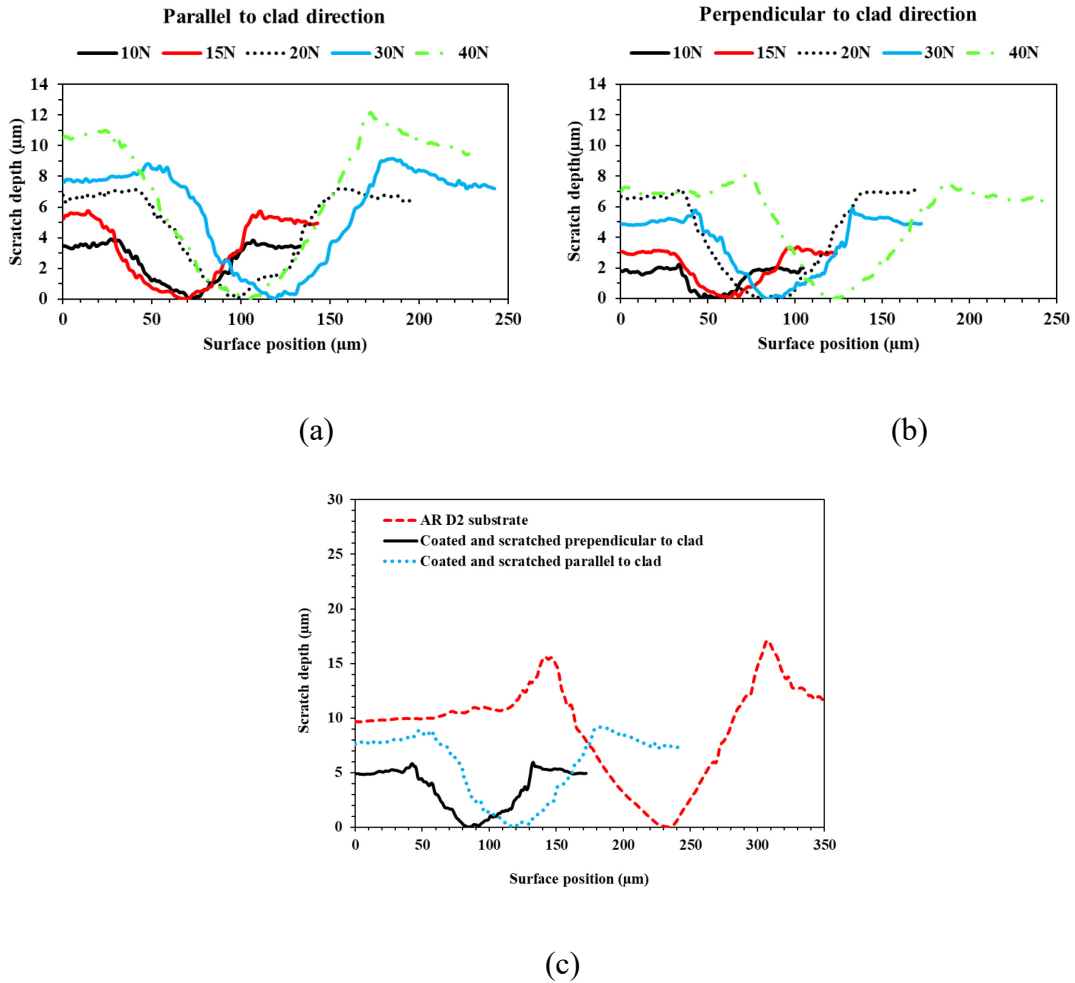 Parallel to clad direction
10N 15N 20N 30N 40N
14
12
10
8
6
4
2
0
Scratch depth (µm)
0 50 100 150 200 250
Surface position (µm)
(a)
Perpendicular to clad direction
10N 15N 20N 30N 40N
14
12
10
8
6
4
2
0
Scratch depth(µm)
0 50 100 150 200 250
Surface position (µm)
(b)
30
25
20
15
10
5
0
Scratch depth (µm)
AR D2 substrate
Coated and scratched prependicular to clad
Coated and scratched parallel to clad
0 50 100 150 200 250 300 350
Surface position (µm)
(c)